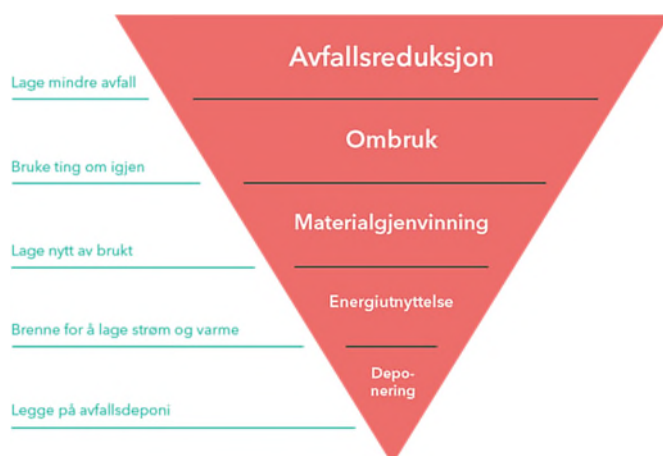 Avfallsreduksjon
Lage mindre avfall
Ombruk
Bruke ting om igjen
Materialgjenvinning
Lage nytt av brukt
Energiutnyttelse
Brenne for å lage strøm og varme
Depo-
nering
Legge på avfallsdeponi